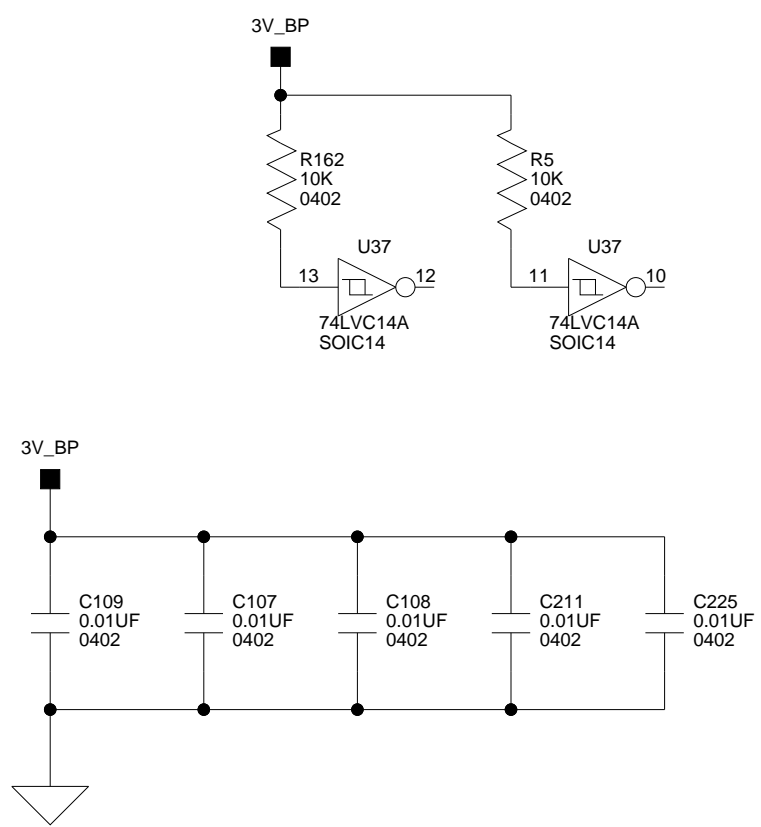 3V_BP
R162
10K
0402
R5
10K
0402
U37
13
12
74LVC14A
SOIC14
U37
11
10
74LVC14A
SOIC14
3V_BP
C109
0.01UF
0402
C107
0.01UF
0402
C108
0.01UF
0402
C211
0.01UF
0402
C225
0.01UF
0402